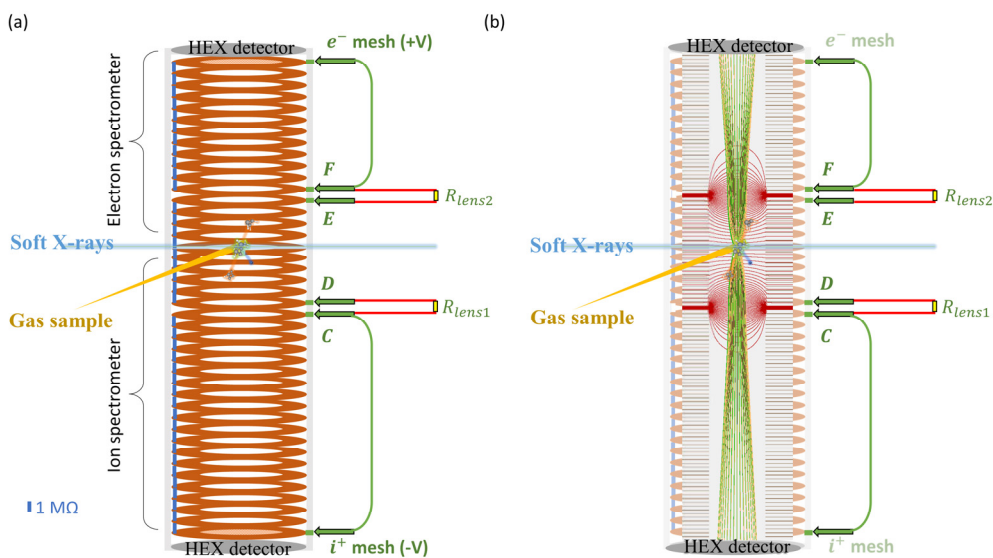 (a)
HEX detector
e⁻ mesh (+V)
Electron spectrometer
F
R_lens2
E
Soft X-rays
D
R_lens1
Gas sample
C
Ion spectrometer
1 MΩ
i⁺ mesh (-V)
HEX detector
(b)
HEX detector
e⁻ mesh
F
R_lens2
E
Soft X-rays
D
R_lens1
Gas sample
C
i⁺ mesh
HEX detector